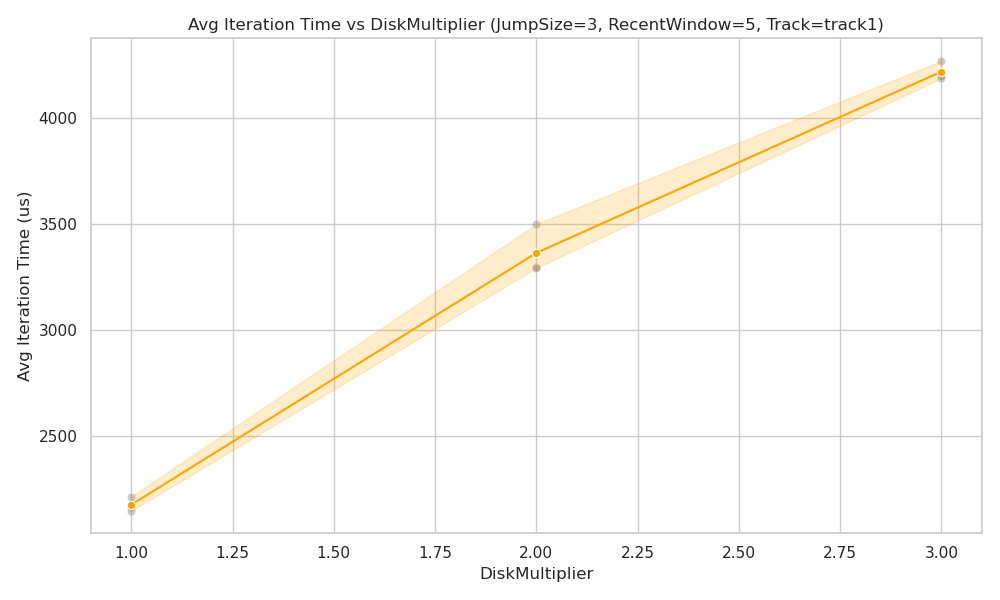 Avg Iteration Time vs DiskMultiplier (JumpSize=3, RecentWindow=5, Track=track1)
Avg Iteration Time (us)
4000
3500
3000
2500
1.00 1.25 1.50 1.75 2.00 2.25 2.50 2.75 3.00
DiskMultiplier